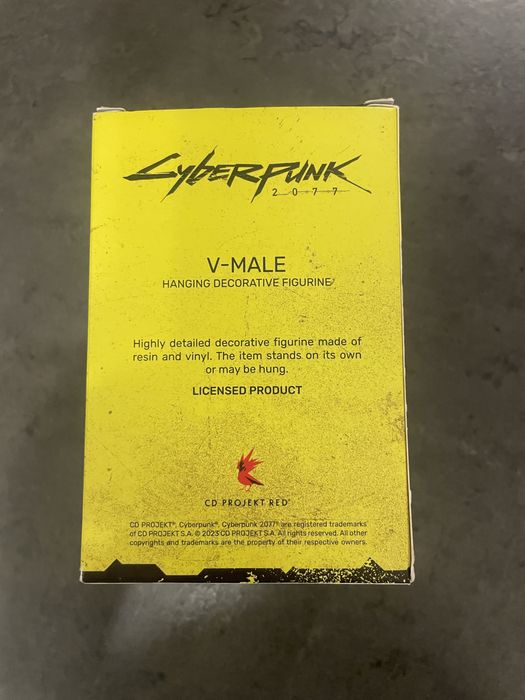 Cyberpunk
2077
V-MALE
HANGING DECORATIVE FIGURINE
Highly detailed decorative figurine made of
resin and vinyl. The item stands on its own
or may be hung.
LICENSED PRODUCT
CD PROJEKT RED®
CD PROJEKT®, Cyberpunk®, Cyberpunk 2077® are registered trademarks
of CD PROJEKT S.A. © 2023 CD PROJEKT S.A. All rights reserved. All other
copyrights and trademarks are the property of their respective owners.